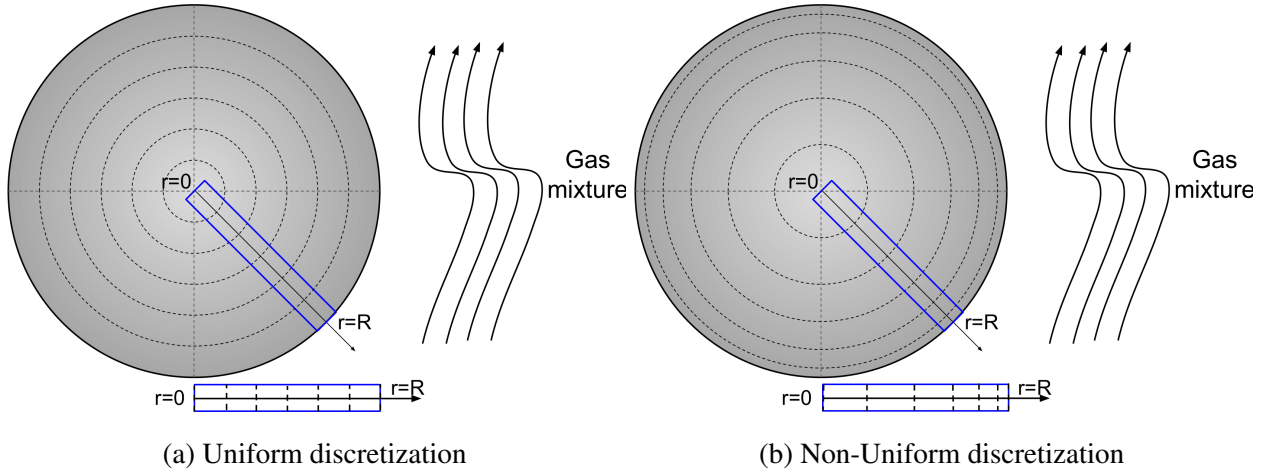 r=0
r=R
Gas
mixture
r=0
r=R
(a) Uniform discretization
r=0
r=R
Gas
mixture
r=0
r=R
(b) Non-Uniform discretization